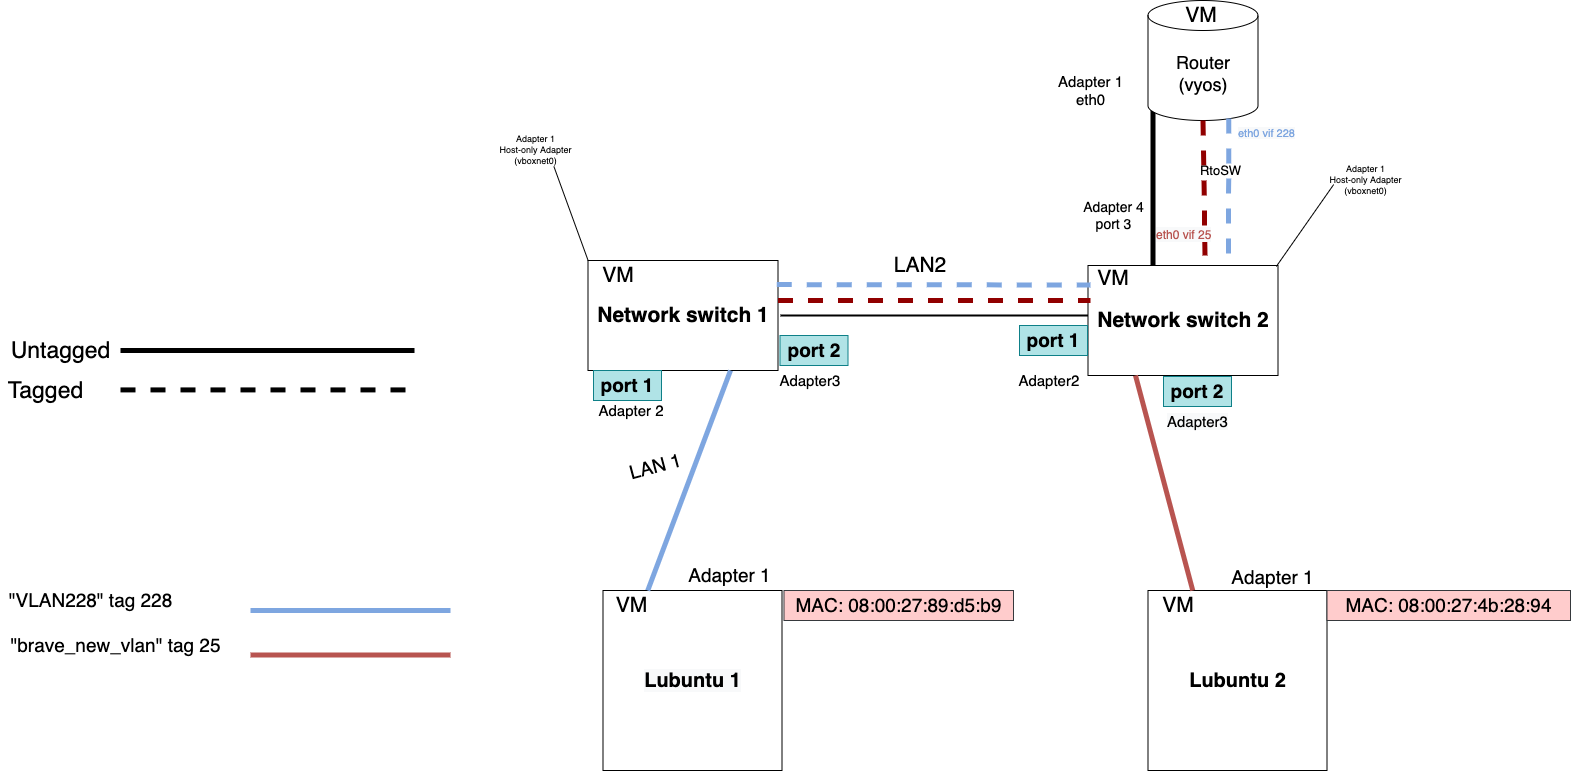 VM
Router
(vyos)
Adapter 1
eth0
eth0 vif 228
RtoSW
Adapter 1
Host-only Adapter
(vboxnet0)
Adapter 1
Host-only Adapter
(vboxnet0)
Adapter 4
port 3
eth0 vif 25
LAN2
VM
Network switch 1
VM
Network switch 2
port 2
Adapter3
port 1
Adapter2
port 1
Adapter 2
port 2
Adapter3
Untagged
Tagged
LAN 1
"VLAN228" tag 228
"brave_new_vlan" tag 25
Adapter 1
VM
MAC: 08:00:27:89:d5:b9
Lubuntu 1
Adapter 1
VM
MAC: 08:00:27:4b:28:94
Lubuntu 2